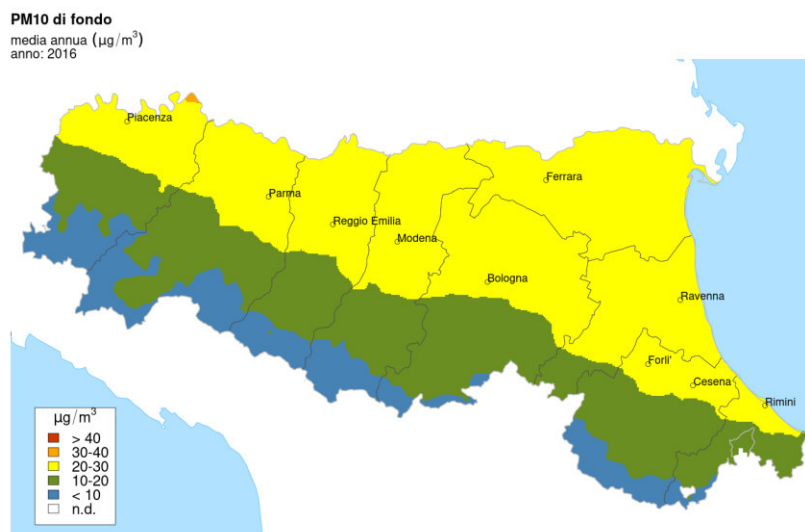 PM10 di fondo
media annua (µg/m³)
anno: 2016
Piacenza
Ferrara
Parma
Reggio Emilia
Modena
Bologna
Ravenna
Forli'
Cesena
Rimini
µg/m³
> 40
30-40
20-30
10-20
< 10
n.d.